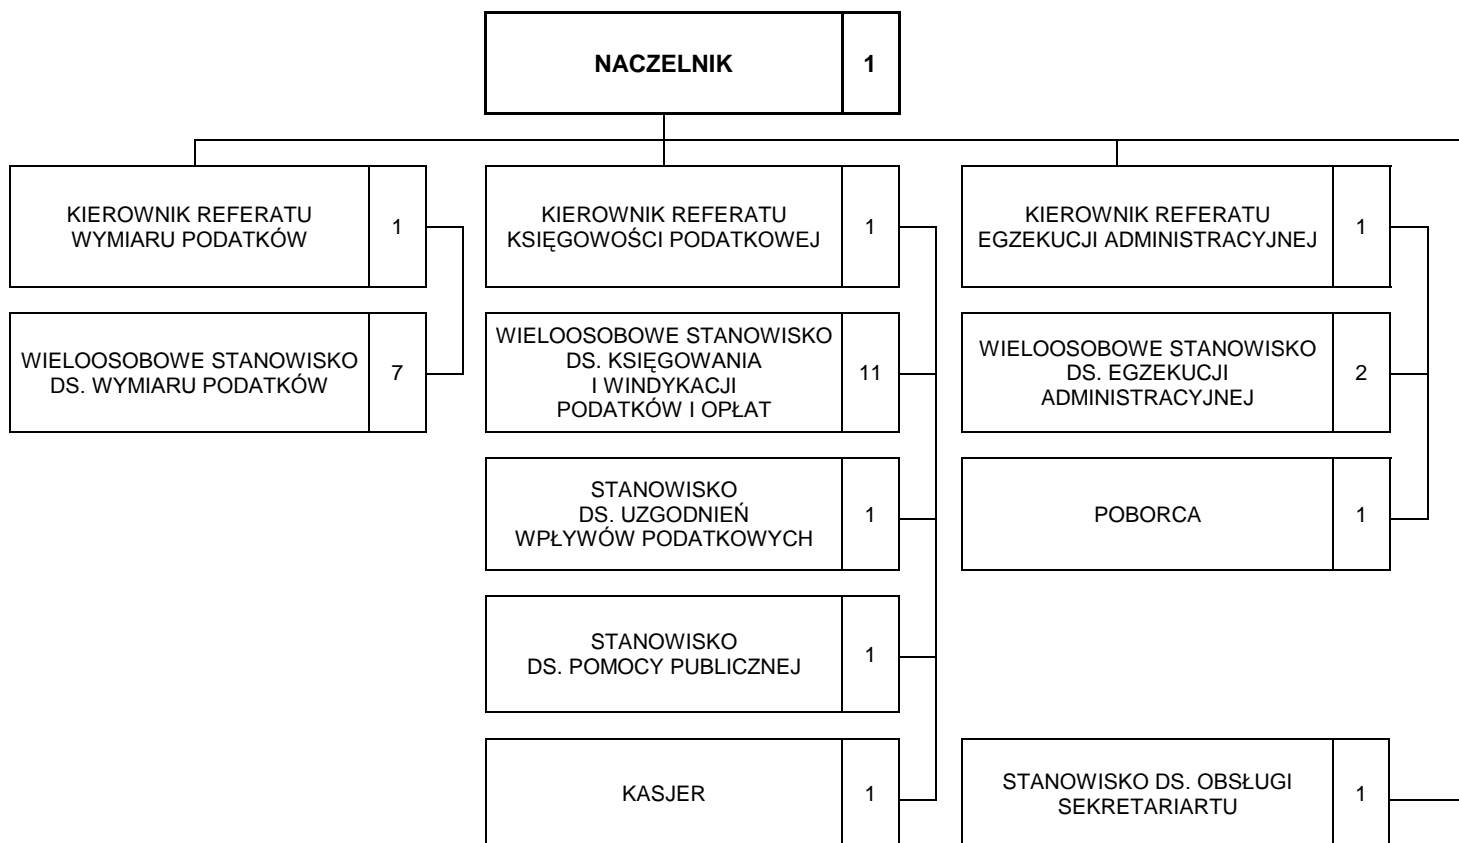 NACZELNIK 1
KIEROWNIK REFERATU
WYMIARU PODATKÓW
1
KIEROWNIK REFERATU
KSIĘGOWOŚCI PODATKOWEJ
1
KIEROWNIK REFERATU
EGZEKUCJI ADMINISTRACYJNEJ
1
WIELOOSOBOWE STANOWISKO
DS. WYMIARU PODATKÓW
7
WIELOOSOBOWE STANOWISKO
DS. KSIĘGOWANIA
I WINDYKACJI
PODATKÓW I OPŁAT
11
WIELOOSOBOWE STANOWISKO
DS. EGZEKUCJI
ADMINISTRACYJNEJ
2
STANOWISKO
DS. UZGODNIEŃ
WPŁYWÓW PODATKOWYCH
1
POBORCA 1
STANOWISKO
DS. POMOCY PUBLICZNEJ
1
KASJER 1
STANOWISKO DS. OBSŁUGI
SEKRETARIARTU
1